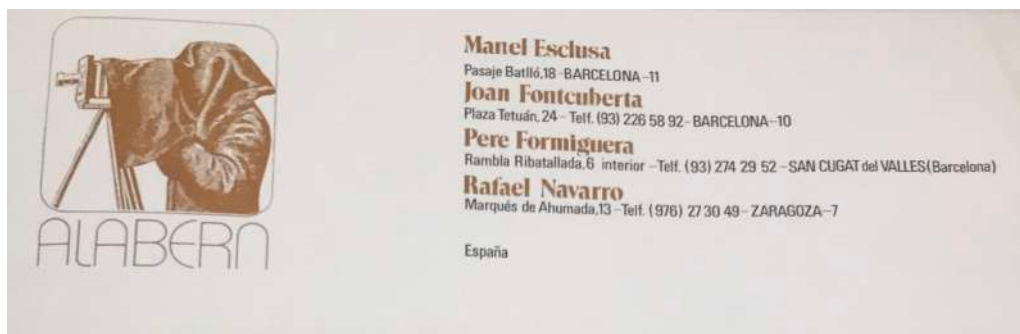 ALABERN
Manel Esclusa
Pasaje Batlló,18-BARCELONA-11
Joan Fontcuberta
Plaza Tetuán, 24 - Telf. (93) 226 58 92 - BARCELONA-10
Pere Formiguera
Rambla Ribatallada,6 interior -Telf. (93) 274 29 52 - SAN CUGAT del VALLES(Barcelona)
Rafael Navarro
Marqués de Ahumada,13 -Telf. (976) 27 30 49 - ZARAGOZA-7
España